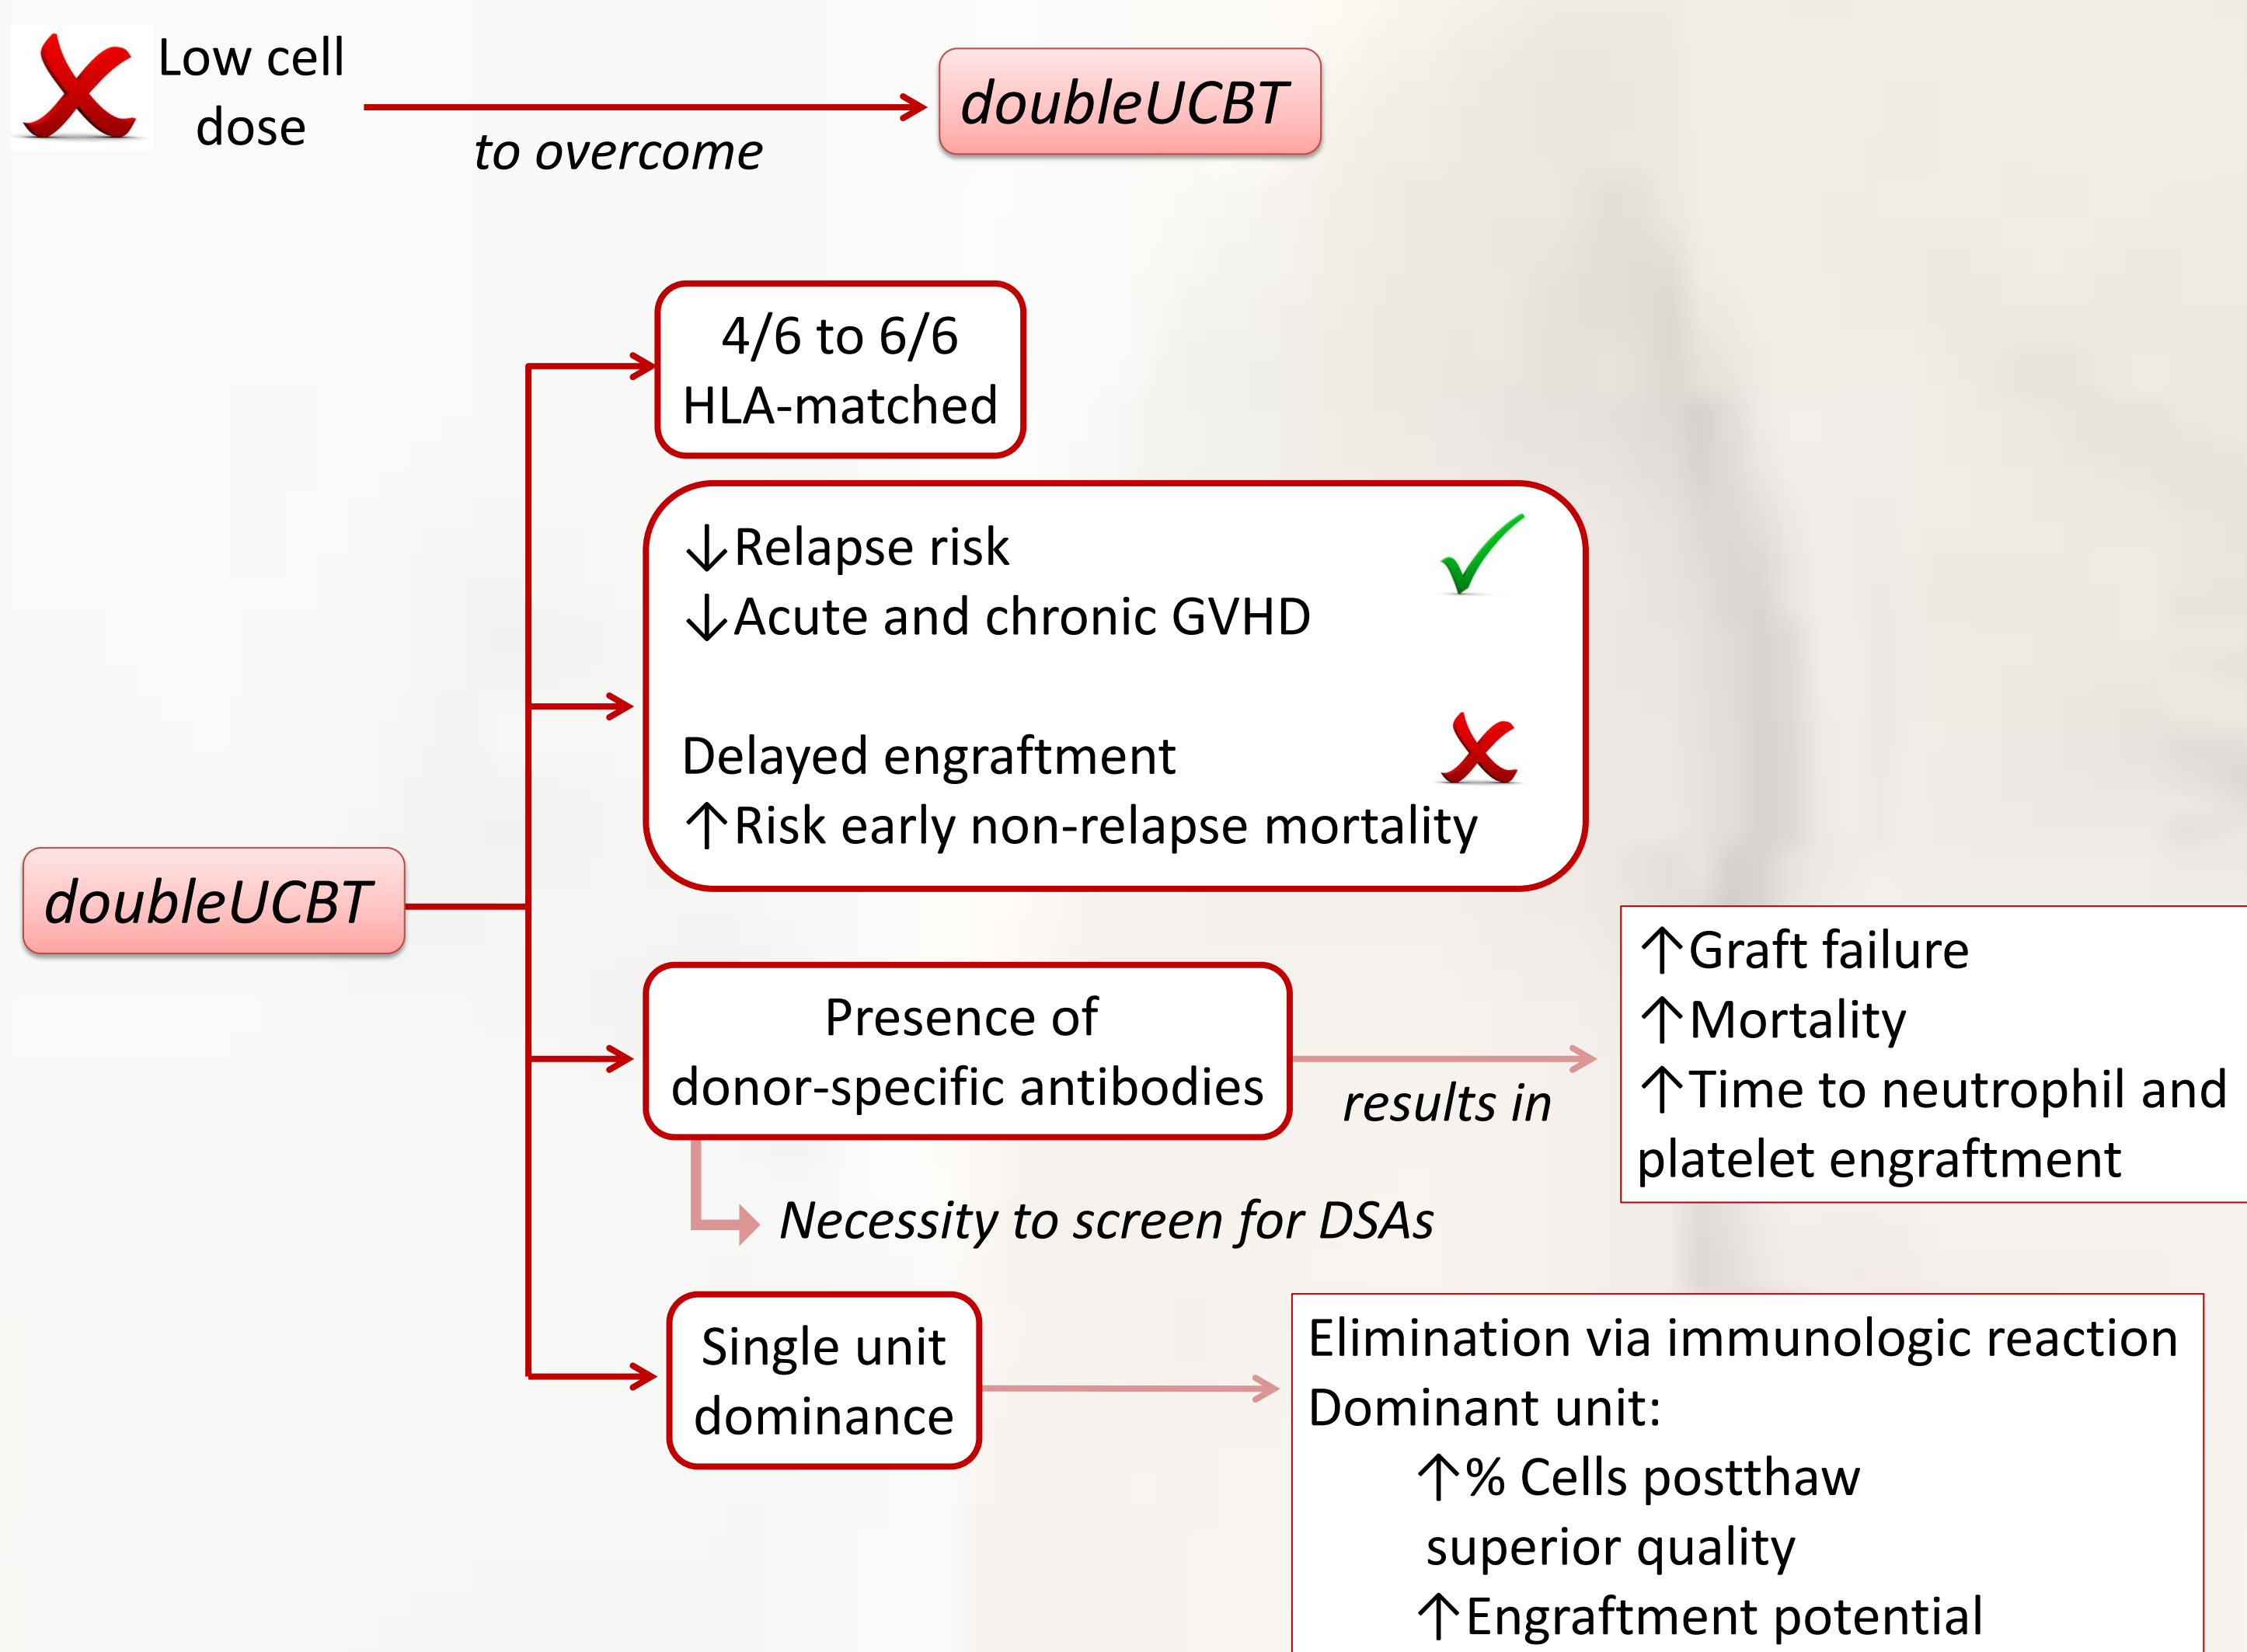 Low cell
dose
to overcome
doubleUCBT
4/6 to 6/6
HLA-matched
↓Relapse risk
↓Acute and chronic GVHD
Delayed engraftment
↑Risk early non-relapse mortality
doubleUCBT
Presence of
donor-specific antibodies
results in
↑Graft failure
↑Mortality
↑Time to neutrophil and
platelet engraftment
Necessity to screen for DSAs
Single unit
dominance
Elimination via immunologic reaction
Dominant unit:
↑% Cells postthaw
superior quality
↑Engraftment potential